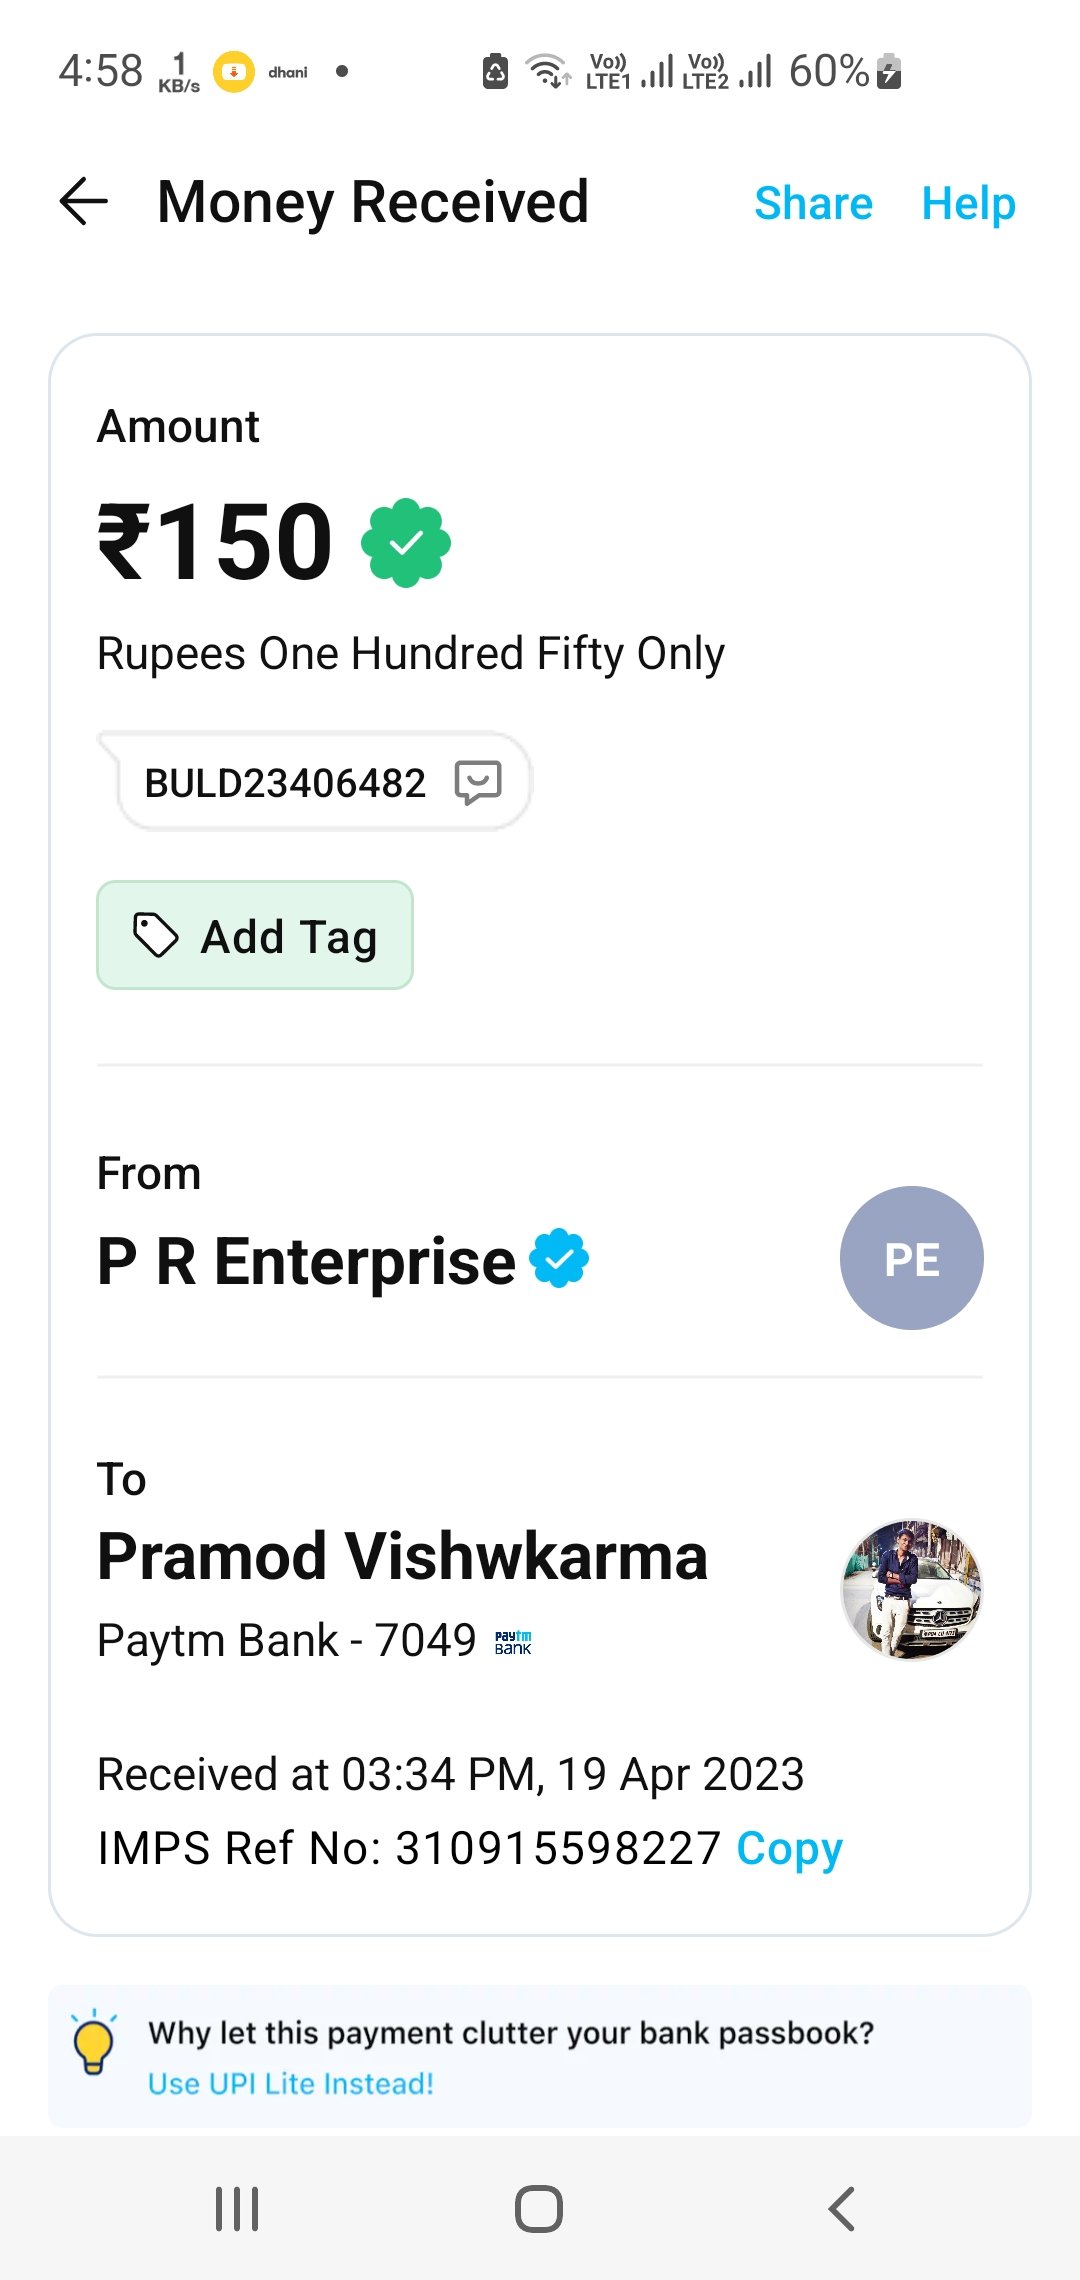 4:58 1 KB/s dhani Vo)) LTE1 Vo)) LTE2 60%
Money Received Share Help
Amount
₹150
Rupees One Hundred Fifty Only
BULD23406482
Add Tag
From
P R Enterprise PE
To
Pramod Vishwkarma
Paytm Bank - 7049 paytm BANK
Received at 03:34 PM, 19 Apr 2023
IMPS Ref No: 310915598227 Copy
Why let this payment clutter your bank passbook?
Use UPI Lite Instead!